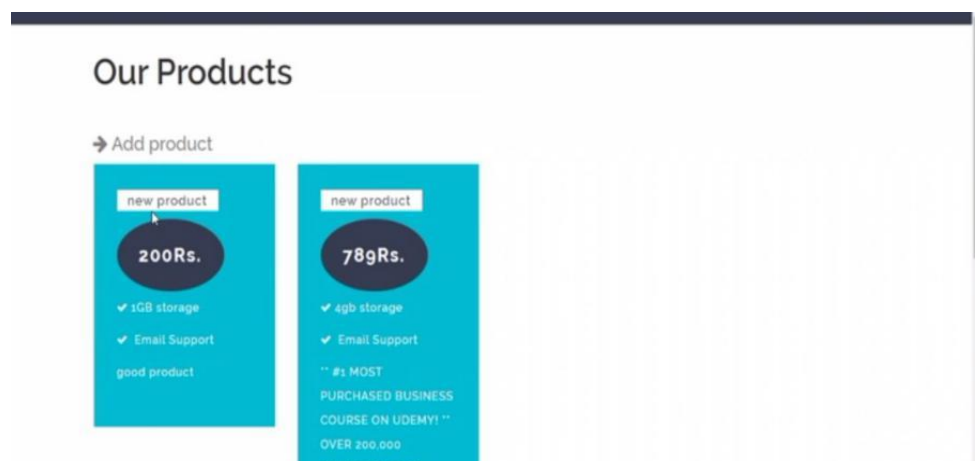 Our Products
Add product
new product
200Rs.
1GB storage
Email Support
good product
new product
789Rs.
4gb storage
Email Support
** #1 MOST
PURCHASED BUSINESS
COURSE ON UDEMY! **
OVER 200,000